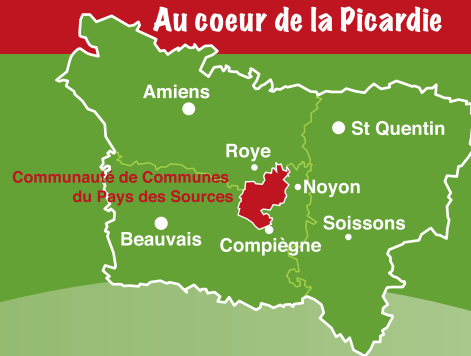 Au coeur de la Picardie
Amiens
St Quentin
Roye
Communauté de Communes
du Pays des Sources
Noyon
Soissons
Beauvais
Compiègne